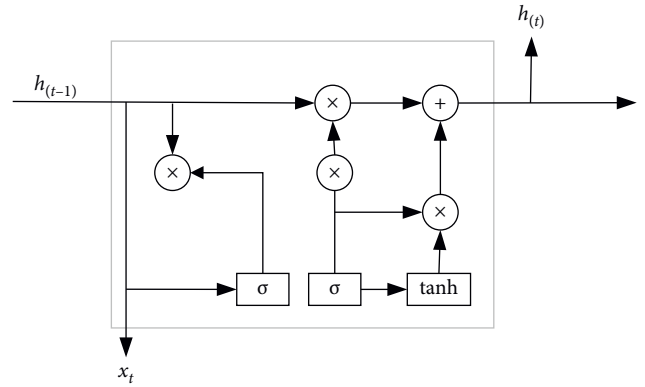 h(t)
h(t–1)
× +
× ×
×
σ σ tanh
xt